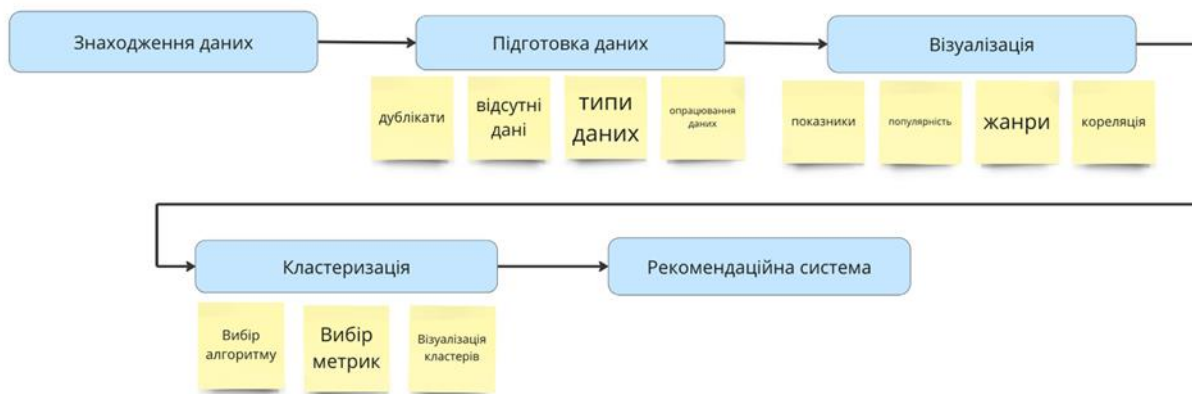 Знаходження даних
Підготовка даних
Візуалізація
дублікати
відсутні
дані
типи
даних
опрацювання
даних
показники
популярність
жанри
кореляція
Кластеризація
Рекомендаційна система
Вибір
алгоритму
Вибір
метрик
Візуалізація
кластерів